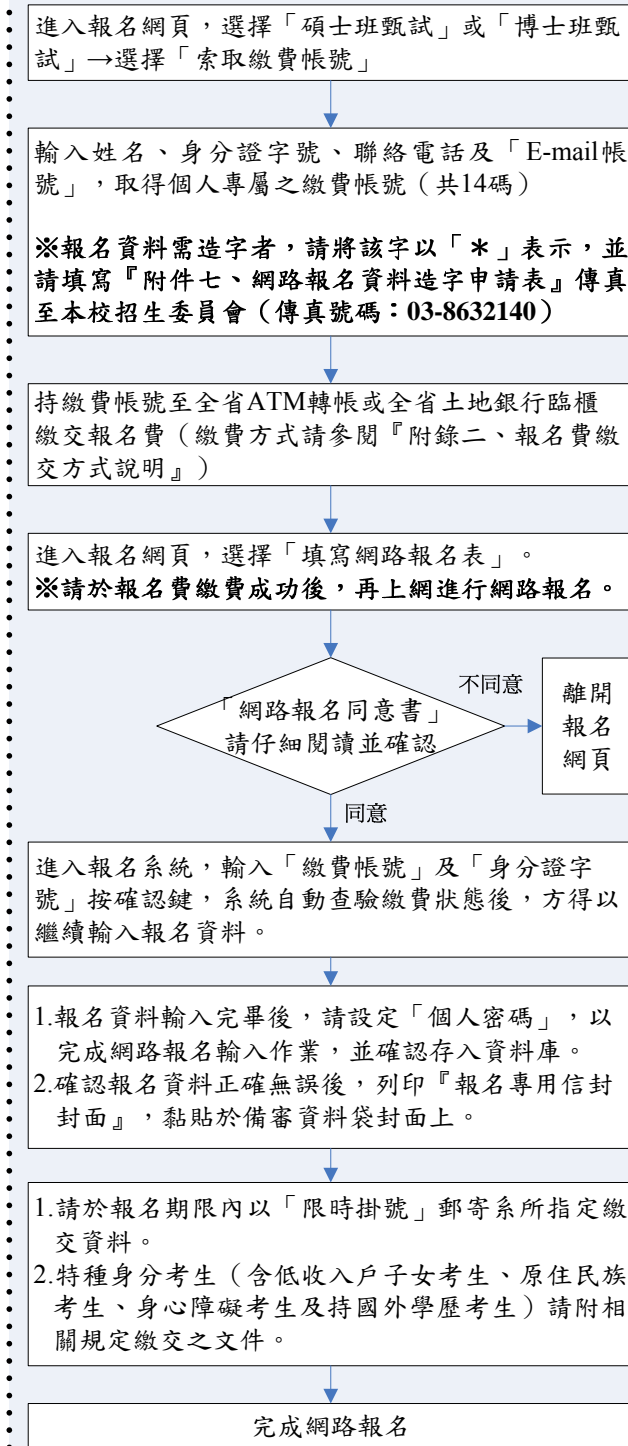 進入報名網頁，選擇「碩士班甄試」或「博士班甄
試」→選擇「索取繳費帳號」
輸入姓名、身分證字號、聯絡電話及「E-mail帳
號」，取得個人專屬之繳費帳號（共14碼）
※報名資料需造字者，請將該字以「＊」表示，並
請填寫『附件七、網路報名資料造字申請表』傳真
至本校招生委員會（傳真號碼：03-8632140）
持繳費帳號至全省ATM轉帳或全省土地銀行臨櫃
繳交報名費（繳費方式請參閱『附錄二、報名費繳
交方式說明』）
進入報名網頁，選擇「填寫網路報名表」。
※請於報名費繳費成功後，再上網進行網路報名。
「網路報名同意書」
請仔細閱讀並確認
不同意
離開
報名
網頁
同意
進入報名系統，輸入「繳費帳號」及「身分證字
號」按確認鍵，系統自動查驗繳費狀態後，方得以
繼續輸入報名資料。
1.報名資料輸入完畢後，請設定「個人密碼」，以
完成網路報名輸入作業，並確認存入資料庫。
2.確認報名資料正確無誤後，列印『報名專用信封
封面』，黏貼於備審資料袋封面上。
1.請於報名期限內以「限時掛號」郵寄系所指定繳
交資料。
2.特種身分考生（含低收入戶子女考生、原住民族
考生、身心障礙考生及持國外學歷考生）請附相
關規定繳交之文件。
完成網路報名